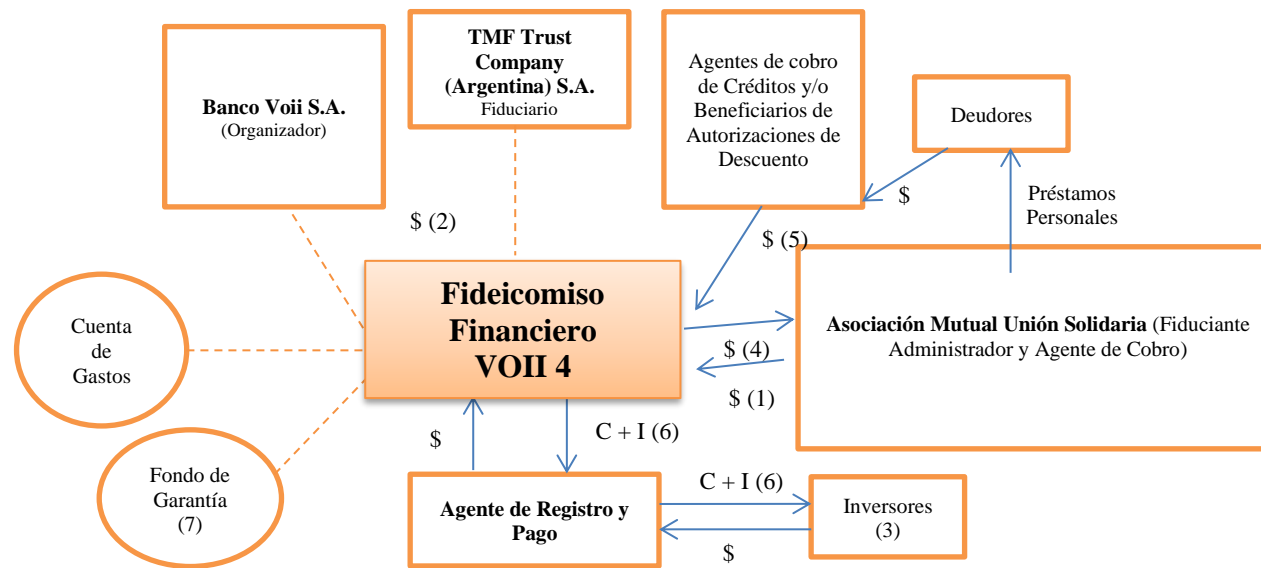 Banco Voii S.A.
(Organizador)
TMF Trust
Company
(Argentina) S.A.
Fiduciario
Agentes de cobro
de Créditos y/o
Beneficiarios de
Autorizaciones de
Descuento
Deudores
$
Préstamos
Personales
$ (2)
$ (5)
Fideicomiso
Financiero
VOII 4
Asociación Mutual Unión Solidaria (Fiduciante
Administrador y Agente de Cobro)
$ (4)
$ (1)
Cuenta
de
Gastos
Fondo de
Garantía
(7)
$
C + I (6)
Agente de Registro y
Pago
C + I (6)
$
Inversores
(3)